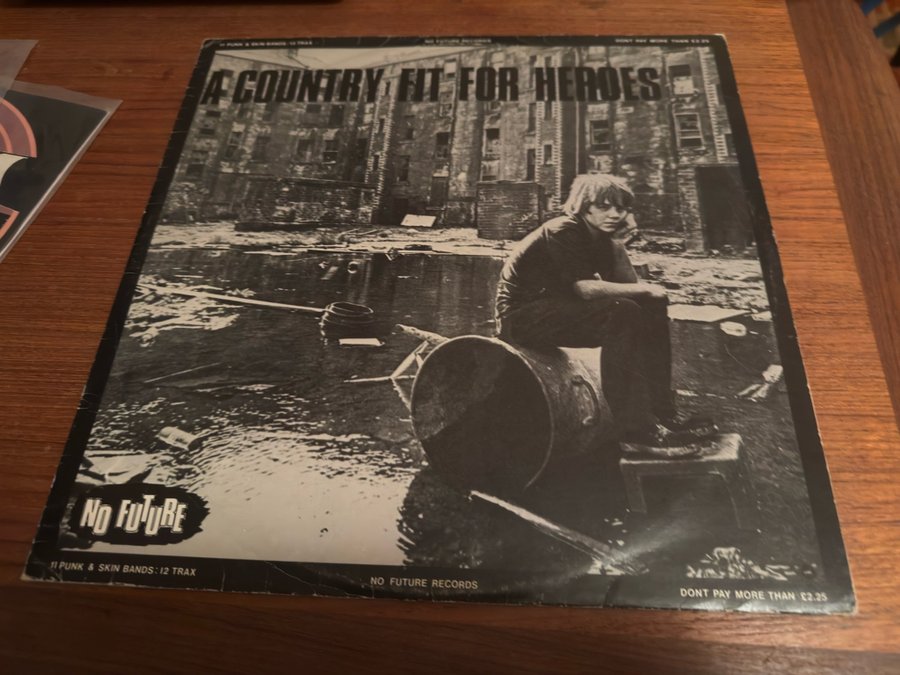 11 PUNK & SKIN BANDS: 12 TRAX
NO FUTURE RECORDS
DONT PAY MORE THAN £2.25
A COUNTRY FIT FOR HEROES
NO FUTURE
11 PUNK & SKIN BANDS: 12 TRAX
NO FUTURE RECORDS
DONT PAY MORE THAN £2.25